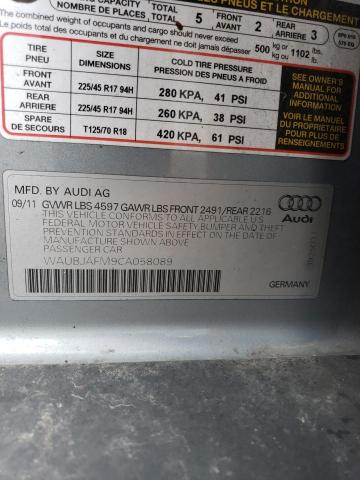 SEATING CAPACITY TOTAL 5 FRONT 2 REAR 3
NOMBRE DE PLACES TOTAL AVANT ARRIERE
The combined weight of occupants and cargo should never exceed 500 kg or 1102 lbs.
Le poids total des occupants et du chargement ne doit jamais dépasser kg ou lb.
TIRE PNEU SIZE DIMENSIONS COLD TIRE PRESSURE PRESSION DES PNEUS A FROID
FRONT AVANT 225/45 R17 94H 280 KPA, 41 PSI
REAR ARRIERE 225/45 R17 94H 260 KPA, 38 PSI
SPARE DE SECOURS T125/70 R18 420 KPA, 61 PSI
SEE OWNER'S
MANUAL FOR
ADDITIONAL
INFORMATION
VOIR LE MANUEL
DU PROPRIETAIRE
POUR PLUS DE
RENSEIGNEMENTS
MFD. BY AUDI AG
09/11 GVWR LBS 4597 GAWR LBS FRONT 2491/REAR 2216
THIS VEHICLE CONFORMS TO ALL APPLICABLE U.S.
FEDERAL MOTOR VEHICLE SAFETY BUMPER AND THEFT
PREVENTION STANDARDS IN EFFECT ON THE DATE OF
MANUFACTURE SHOWN ABOVE
PASSENGER CAR
WAUBJAFM9CA058089
Audi
GERMANY